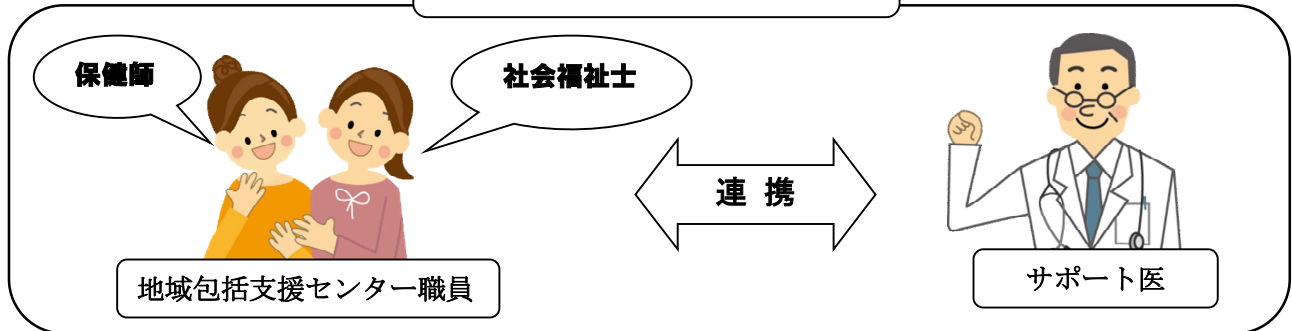 保健師
社会福祉士
連携
地域包括支援センター職員
サポート医